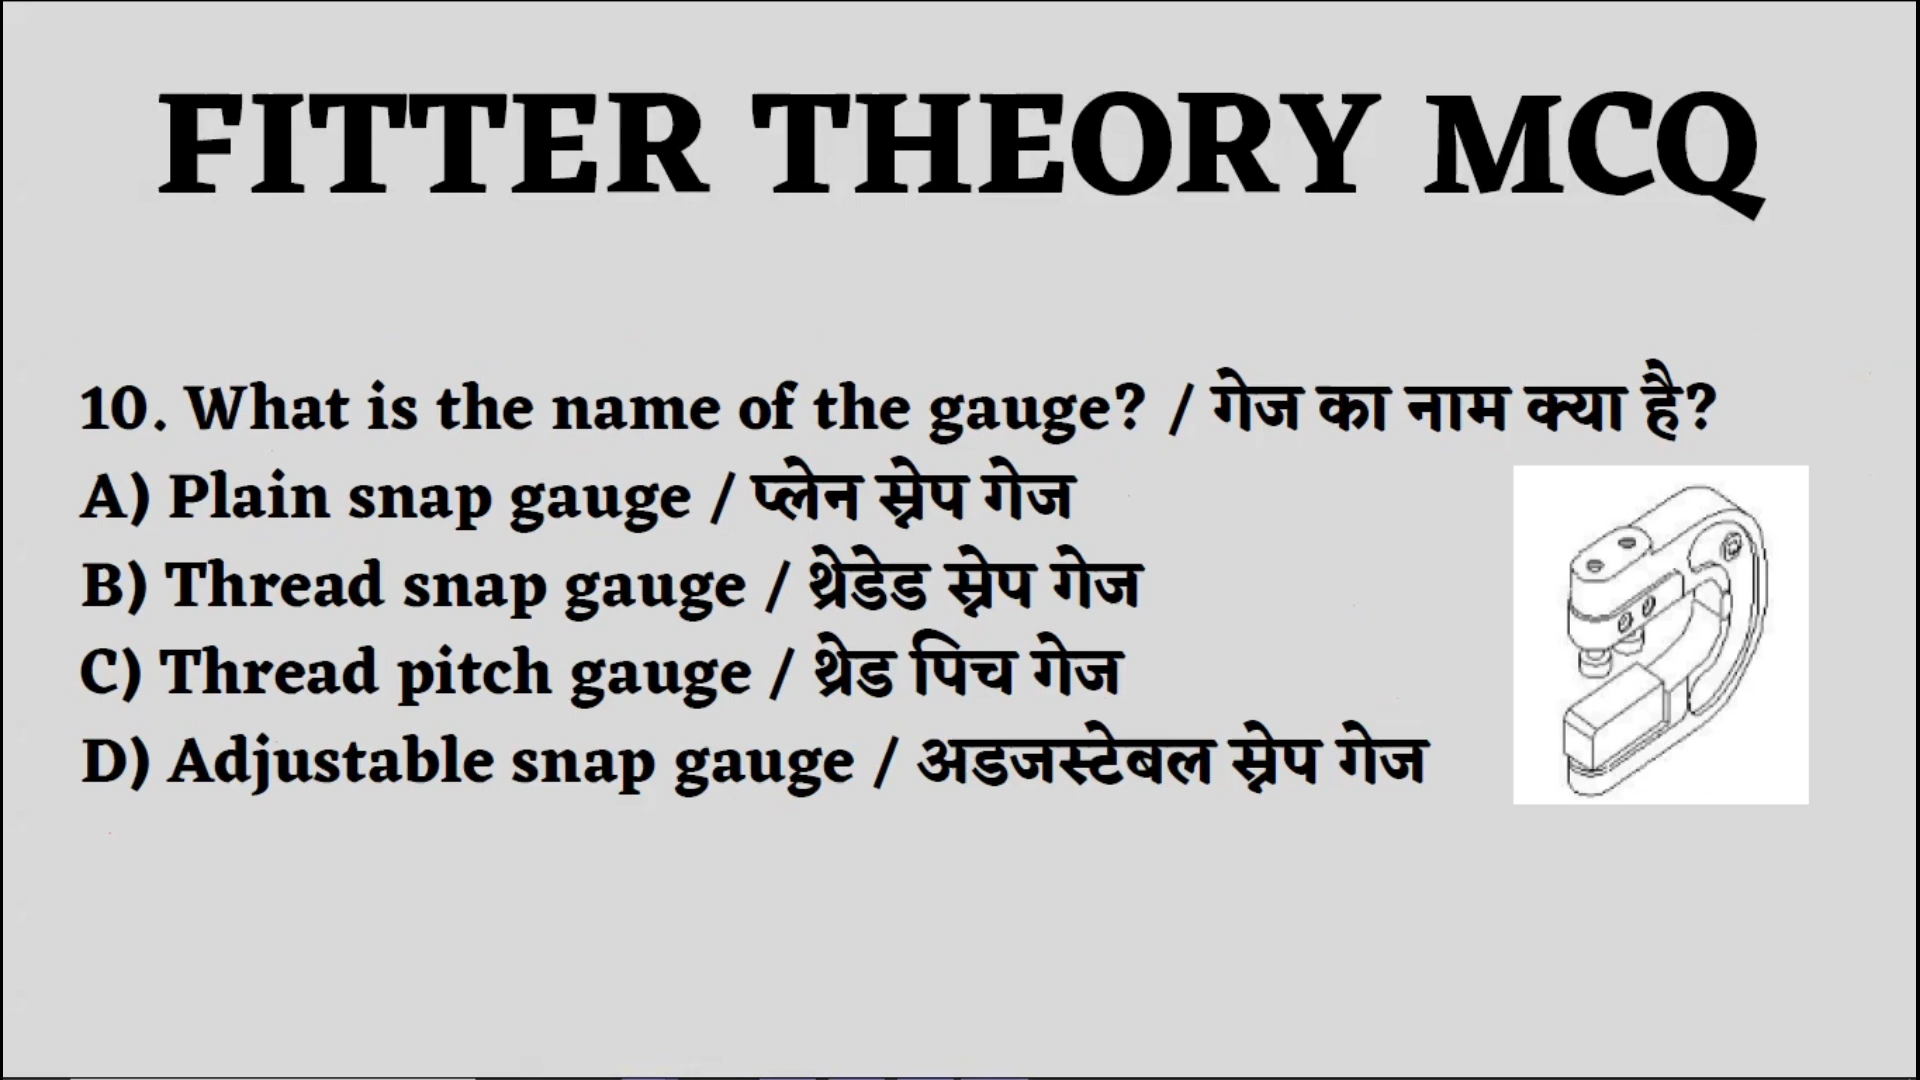 FITTER THEORY MCQ
10. What is the name of the gauge? / गेज का नाम क्या है?
A) Plain snap gauge / प्लेन स्नेप गेज
B) Thread snap gauge / थ्रेडेड स्नेप गेज
C) Thread pitch gauge / थ्रेड पिच गेज
D) Adjustable snap gauge / अडजस्टेबल स्नेप गेज